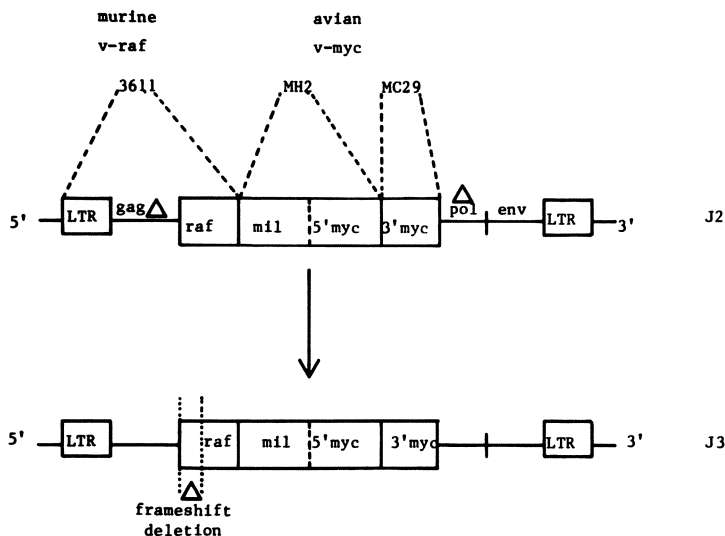 murine avian
v-raf v-myc
3611 MH2 MC29
5' LTR gag△ raf mil 5'myc 3'myc △ pol env LTR 3' J2
5' LTR raf mil 5'myc 3'myc LTR 3' J3
△
frameshift
deletion